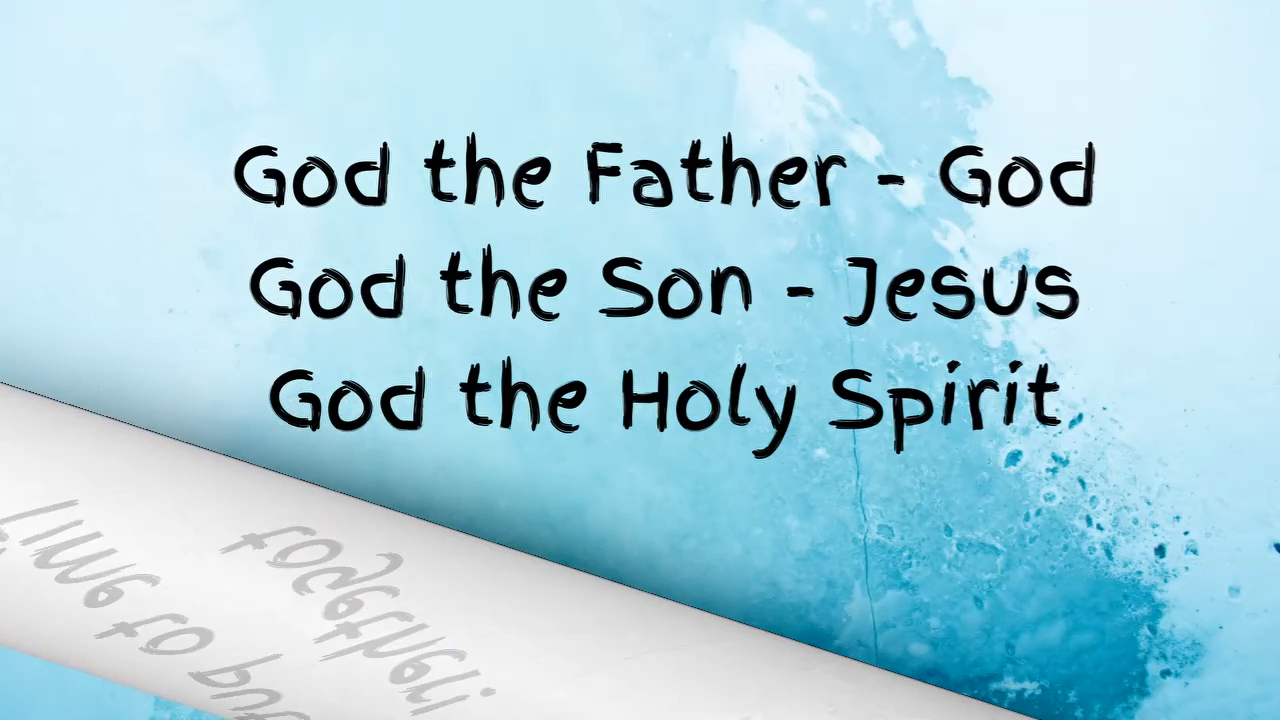 God the Father - God
God the Son - Jesus
God the Holy Spirit